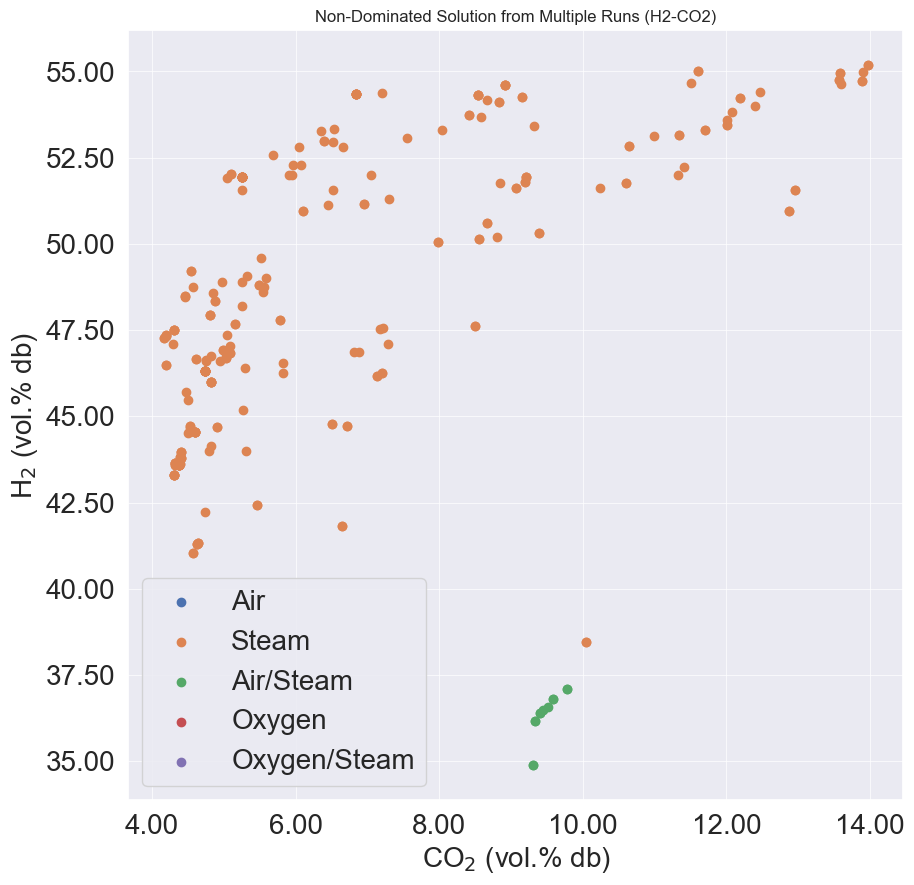 Non-Dominated Solution from Multiple Runs (H2-CO2)
55.00
52.50
50.00
47.50
45.00
42.50
40.00
37.50
35.00
H₂ (vol.% db)
Air
Steam
Air/Steam
Oxygen
Oxygen/Steam
4.00 6.00 8.00 10.00 12.00 14.00
CO₂ (vol.% db)